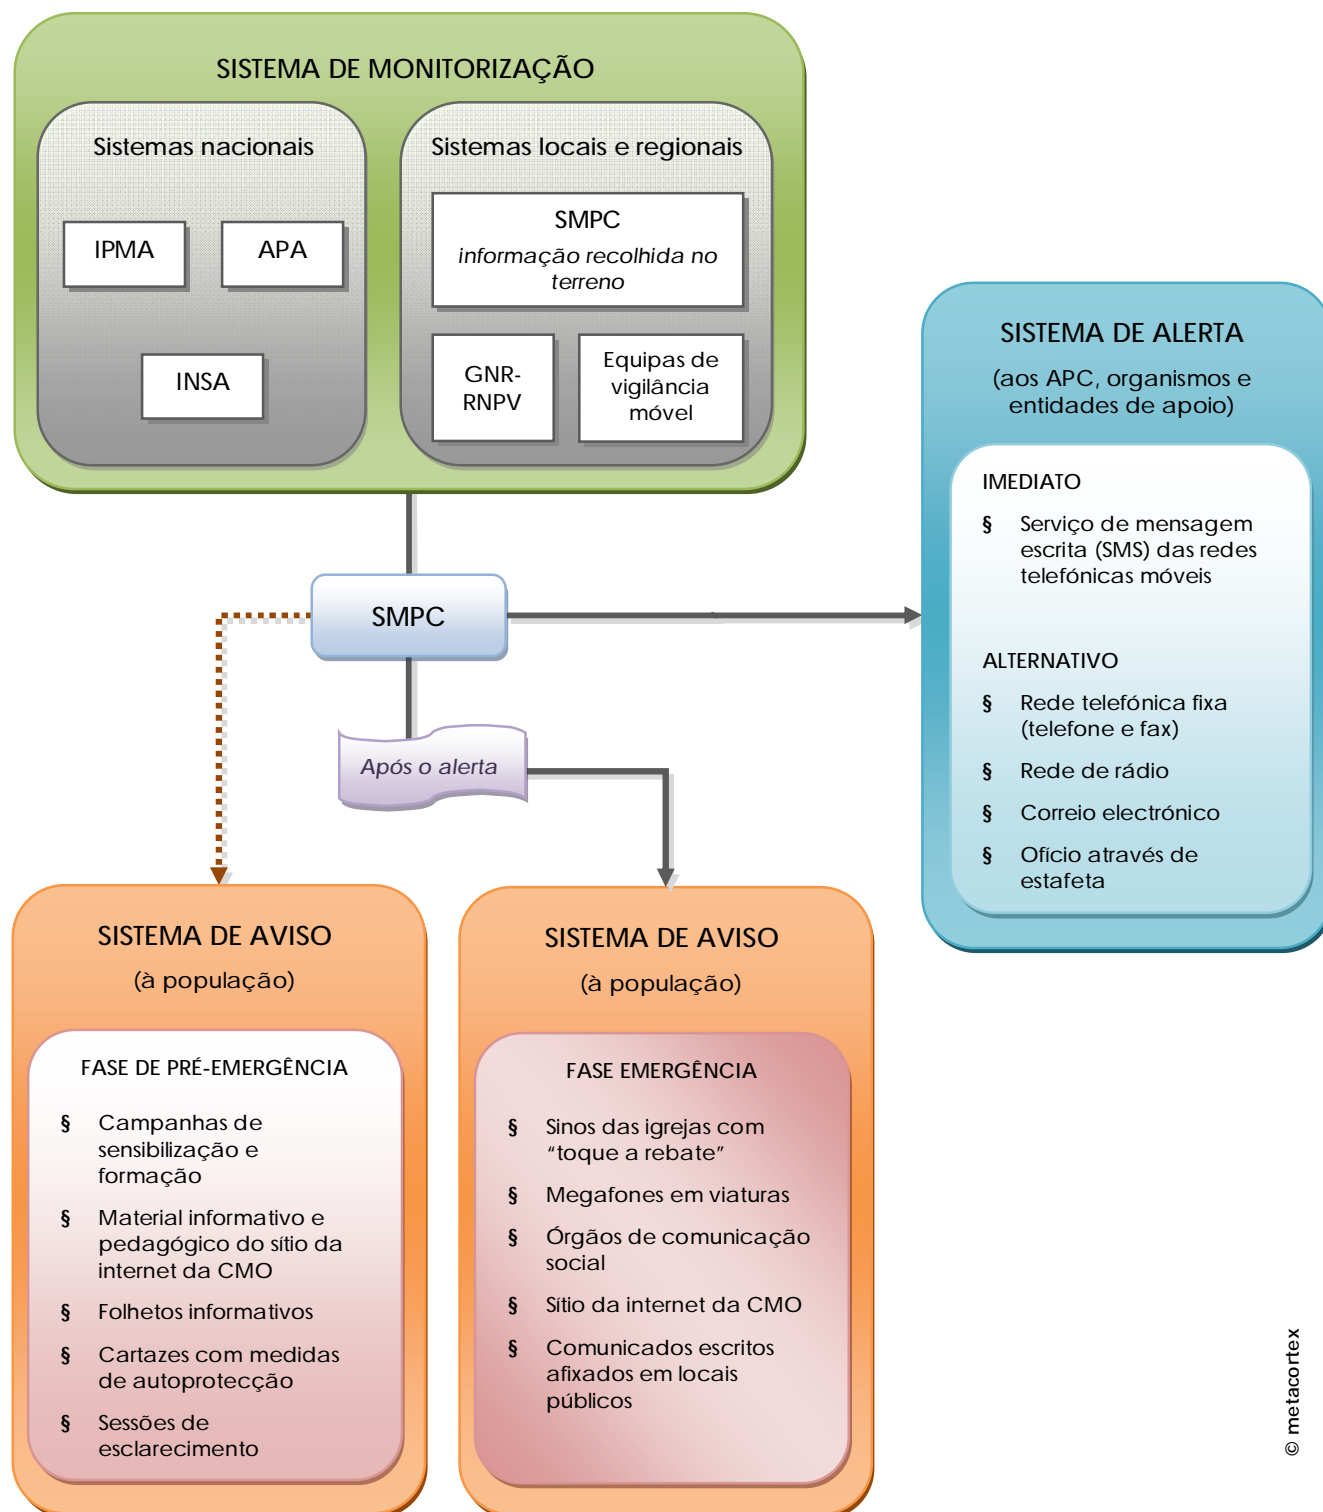 SISTEMA DE MONITORIZAÇÃO
Sistemas nacionais
IPMA
APA
INSA
Sistemas locais e regionais
SMPC
informação recolhida no
terreno
GNR-
RNPV
Equipas de
vigilância
móvel
SMPC
Após o alerta
SISTEMA DE ALERTA
(aos APC, organismos e
entidades de apoio)
IMEDIATO
§ Serviço de mensagem
escrita (SMS) das redes
telefónicas móveis
ALTERNATIVO
§ Rede telefónica fixa
(telefone e fax)
§ Rede de rádio
§ Correio electrónico
§ Ofício através de
estafeta
SISTEMA DE AVISO
(à população)
FASE DE PRÉ-EMERGÊNCIA
§ Campanhas de
sensibilização e
formação
§ Material informativo e
pedagógico do sítio da
internet da CMO
§ Folhetos informativos
§ Cartazes com medidas
de autoprotecção
§ Sessões de
esclarecimento
SISTEMA DE AVISO
(à população)
FASE EMERGÊNCIA
§ Sinos das igrejas com
“toque a rebate”
§ Megafones em viaturas
§ Órgãos de comunicação
social
§ Sítio da internet da CMO
§ Comunicados escritos
afixados em locais
públicos
© metacortex